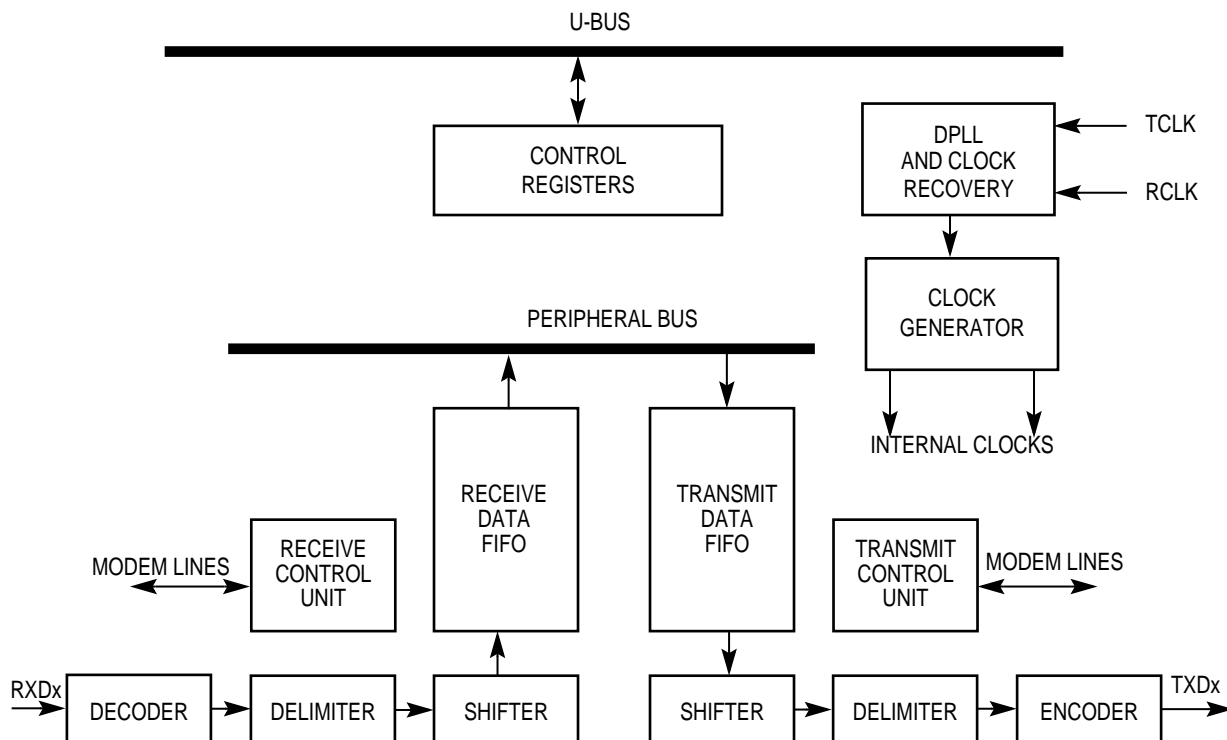 U-BUS
CONTROL
REGISTERS
DPLL
AND CLOCK
RECOVERY
TCLK
RCLK
CLOCK
GENERATOR
INTERNAL CLOCKS
PERIPHERAL BUS
RECEIVE
DATA
FIFO
TRANSMIT
DATA
FIFO
MODEM LINES
RECEIVE
CONTROL
UNIT
TRANSMIT
CONTROL
UNIT
MODEM LINES
RXDx
DECODER
DELIMITER
SHIFTER
SHIFTER
DELIMITER
ENCODER
TXDx